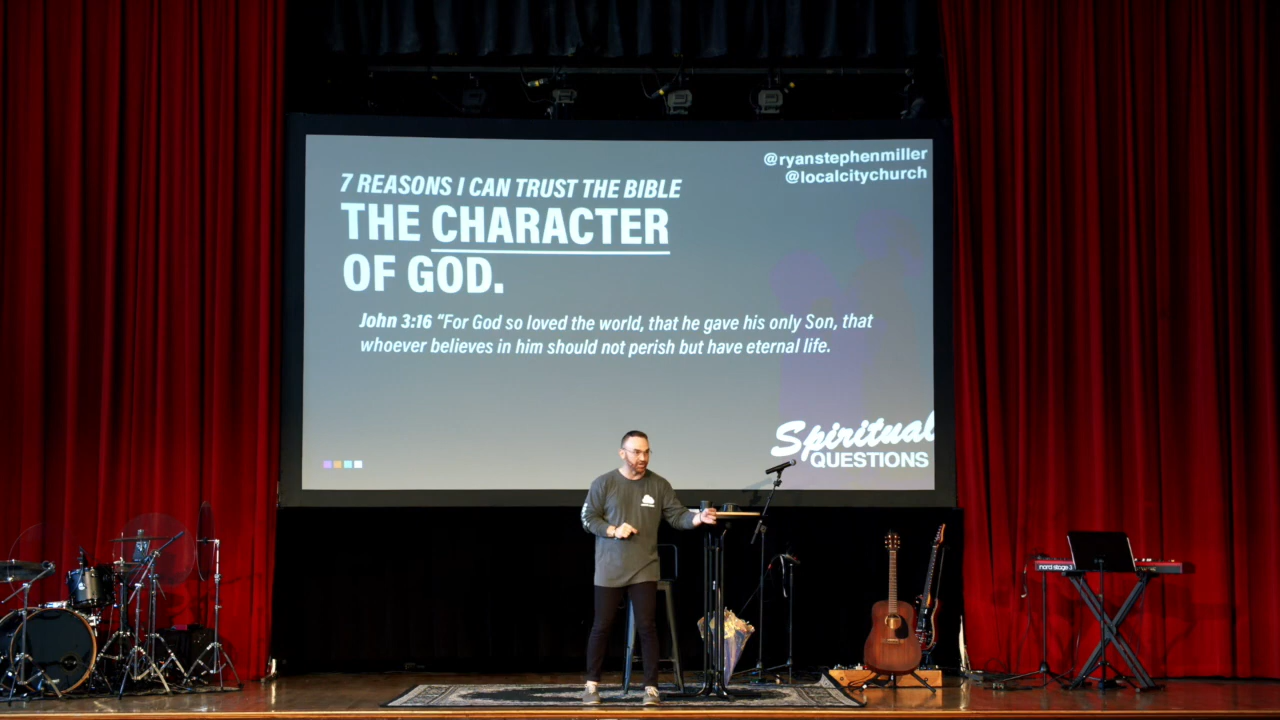 @ryanstephenmiller
@localcitychurch
7 REASONS I CAN TRUST THE BIBLE
THE CHARACTER
OF GOD.
John 3:16 "For God so loved the world, that he gave his only Son, that
whoever believes in him should not perish but have eternal life.
Spiritual
QUESTIONS
nord stage 3